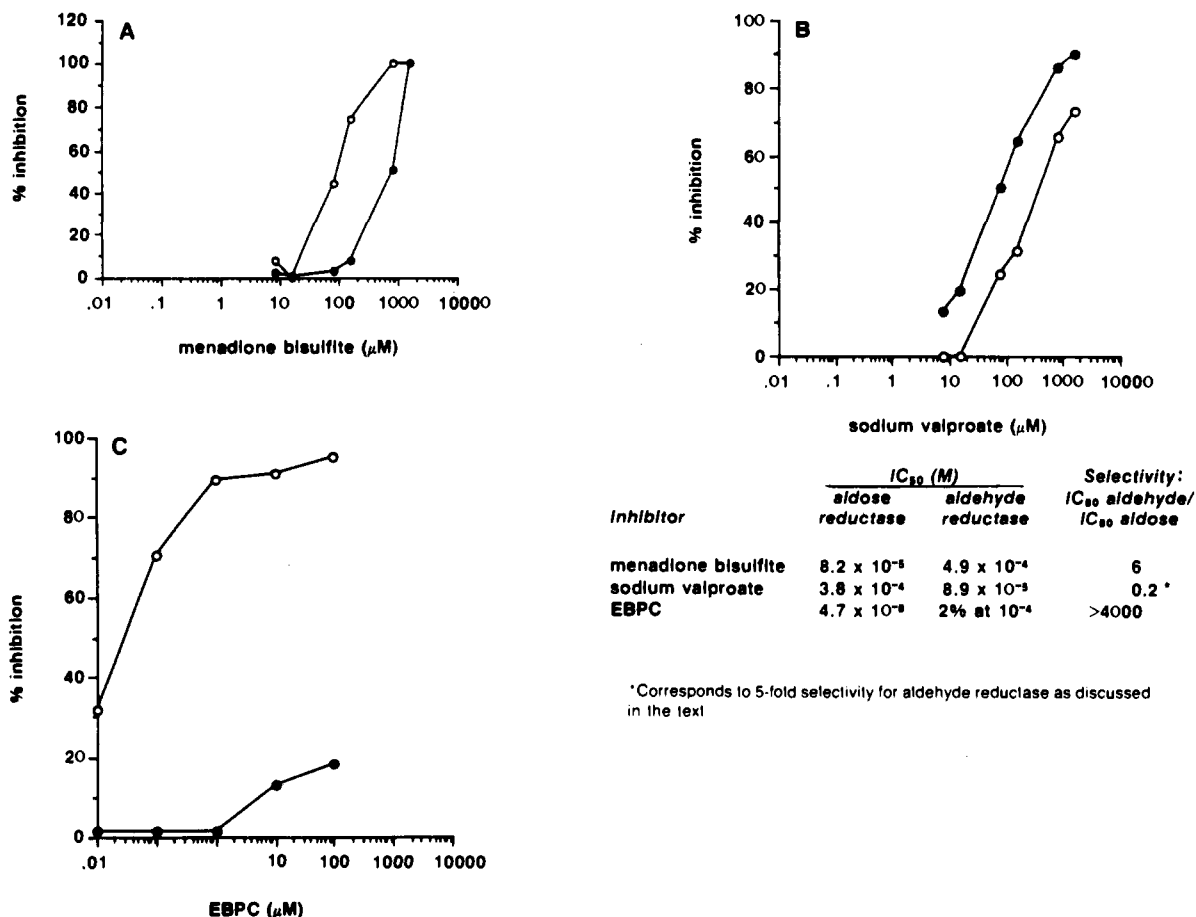 A
120
100
80
60
40
20
0
% inhibition
.01 .1 1 10 100 1000 10000
menadione bisulfite (μM)
B
100
80
60
40
20
0
% inhibition
.01 .1 1 10 100 1000 10000
sodium valproate (μM)
C
100
80
60
40
20
0
% inhibition
.01 .1 1 10 100 1000 10000
EBPC (μM)
IC₅₀ (M) Selectivity:
aldose aldehyde IC₅₀ aldehyde/
Inhibitor reductase reductase IC₅₀ aldose
menadione bisulfite 8.2 x 10⁻⁵ 4.9 x 10⁻⁴ 6
sodium valproate 3.8 x 10⁻⁴ 8.9 x 10⁻⁵ 0.2 *
EBPC 4.7 x 10⁻⁸ 2% at 10⁻⁴ >4000
*Corresponds to 5-fold selectivity for aldehyde reductase as discussed
in the text